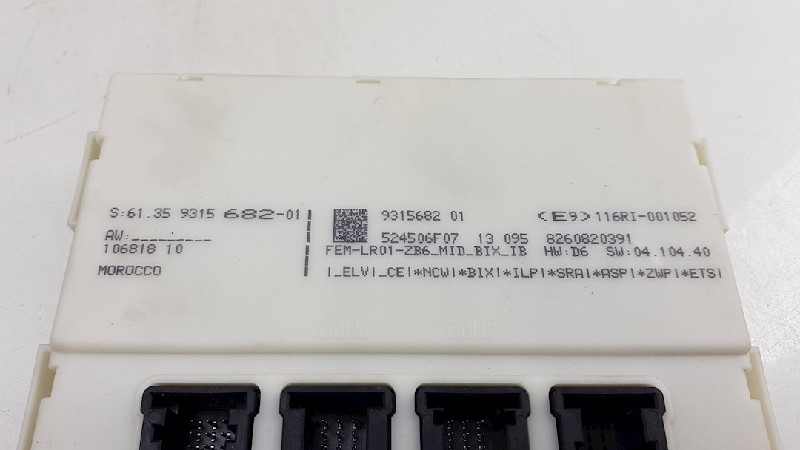 S:61.35 9315 682-01
AW:_________
106818 10
MOROCCO
9315682 01 <E9>116RI-001052
524506F07 13 095 8260820391
FEM-LR01-ZB6_MID_BIX_IB HW:D6 SW:04.104.40
|_ELV|_CE|*NCW|*BIX|*ILP|*SRA|*ASP|*ZWP|*ETS|